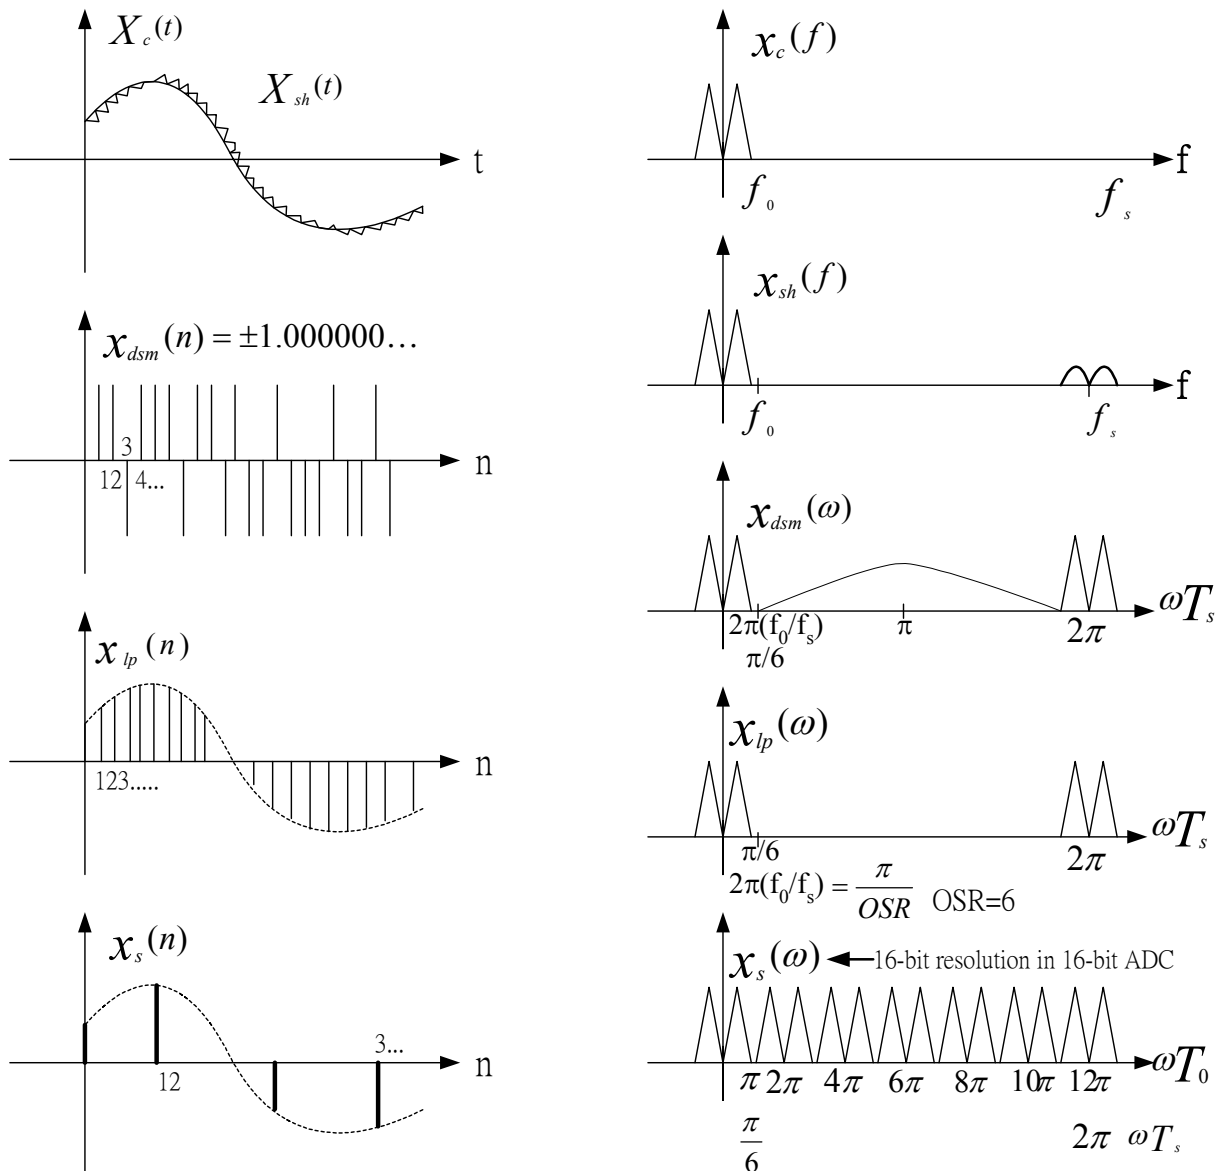 X_c(t)
X_sh(t)
t
x_dsm(n) = ±1.000000…
3
12 4...
n
x_lp(n)
123.....
n
x_s(n)
3...
12
n
x_c(f)
f
f_0
f_s
x_sh(f)
f
f_0
f_s
x_dsm(ω)
ωT_s
2π(f_0/f_s)
π
2π
π/6
x_lp(ω)
ωT_s
π/6
2π
2π(f_0/f_s) = π/OSR OSR=6
x_s(ω) 16-bit resolution in 16-bit ADC
π 2π 4π 6π 8π 10π 12π ωT_0
π/6
2π ωT_s